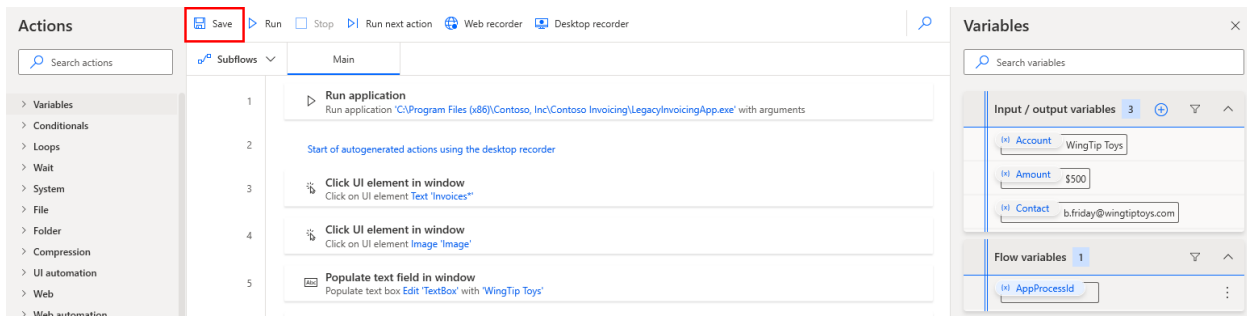 Actions
Search actions
Variables
Conditionals
Loops
Wait
System
File
Folder
Compression
UI automation
Web
Web automation
Save Run Stop Run next action Web recorder Desktop recorder
Subflows Main
1 Run application
Run application 'C:\Program Files (x86)\Contoso, Inc\Contoso Invoicing\LegacyInvoicingApp.exe' with arguments
2 Start of autogenerated actions using the desktop recorder
3 Click UI element in window
Click on UI element Text 'Invoices*'
4 Click UI element in window
Click on UI element Image 'Image'
5 Populate text field in window
Abc
Populate text box Edit 'TextBox' with 'WingTip Toys'
Variables
Search variables
Input / output variables 3
(x) Account WingTip Toys
(x) Amount $500
(x) Contact b.friday@wingtiptoys.com
Flow variables 1
(x) AppProcessId